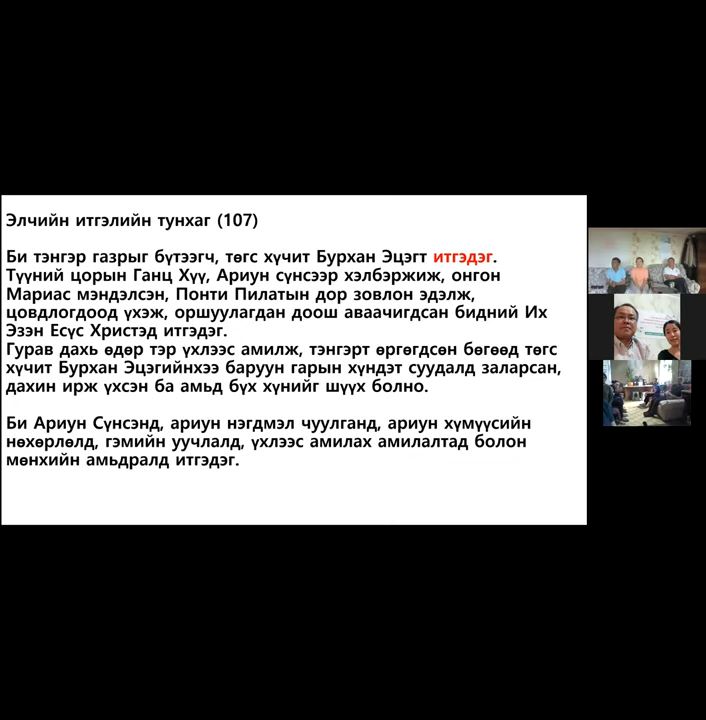 Элчийн итгэлийн тунхаг (107)
Би тэнгэр газрыг бүтээгч, төгс хүчит Бурхан Эцэгт итгэдэг.
Түүний цорын Ганц Хүү, Ариун сүнсээр хэлбэржиж, онгон
Мариас мэндэлсэн, Понти Пилатын дор зовлон эдэлж,
цовдлогдоод үхэж, оршуулагдан доош аваачигдсан бидний Их
Эзэн Есүс Христэд итгэдэг.
Гурав дахь өдөр тэр үхлээс амилж, тэнгэрт өргөгдсөн бөгөөд төгс
хүчит Бурхан Эцэгийнхээ баруун гарын хүндэт суудалд заларсан,
дахин ирж үхсэн ба амьд бүх хүнийг шүүх болно.
Би Ариун Сүнсэнд, ариун нэгдмэл чуулганд, ариун хүмүүсийн
нөхөрлөлд, гэмийн уучлалд, үхлээс амилах амилалтад болон
мөнхийн амьдралд итгэдэг.